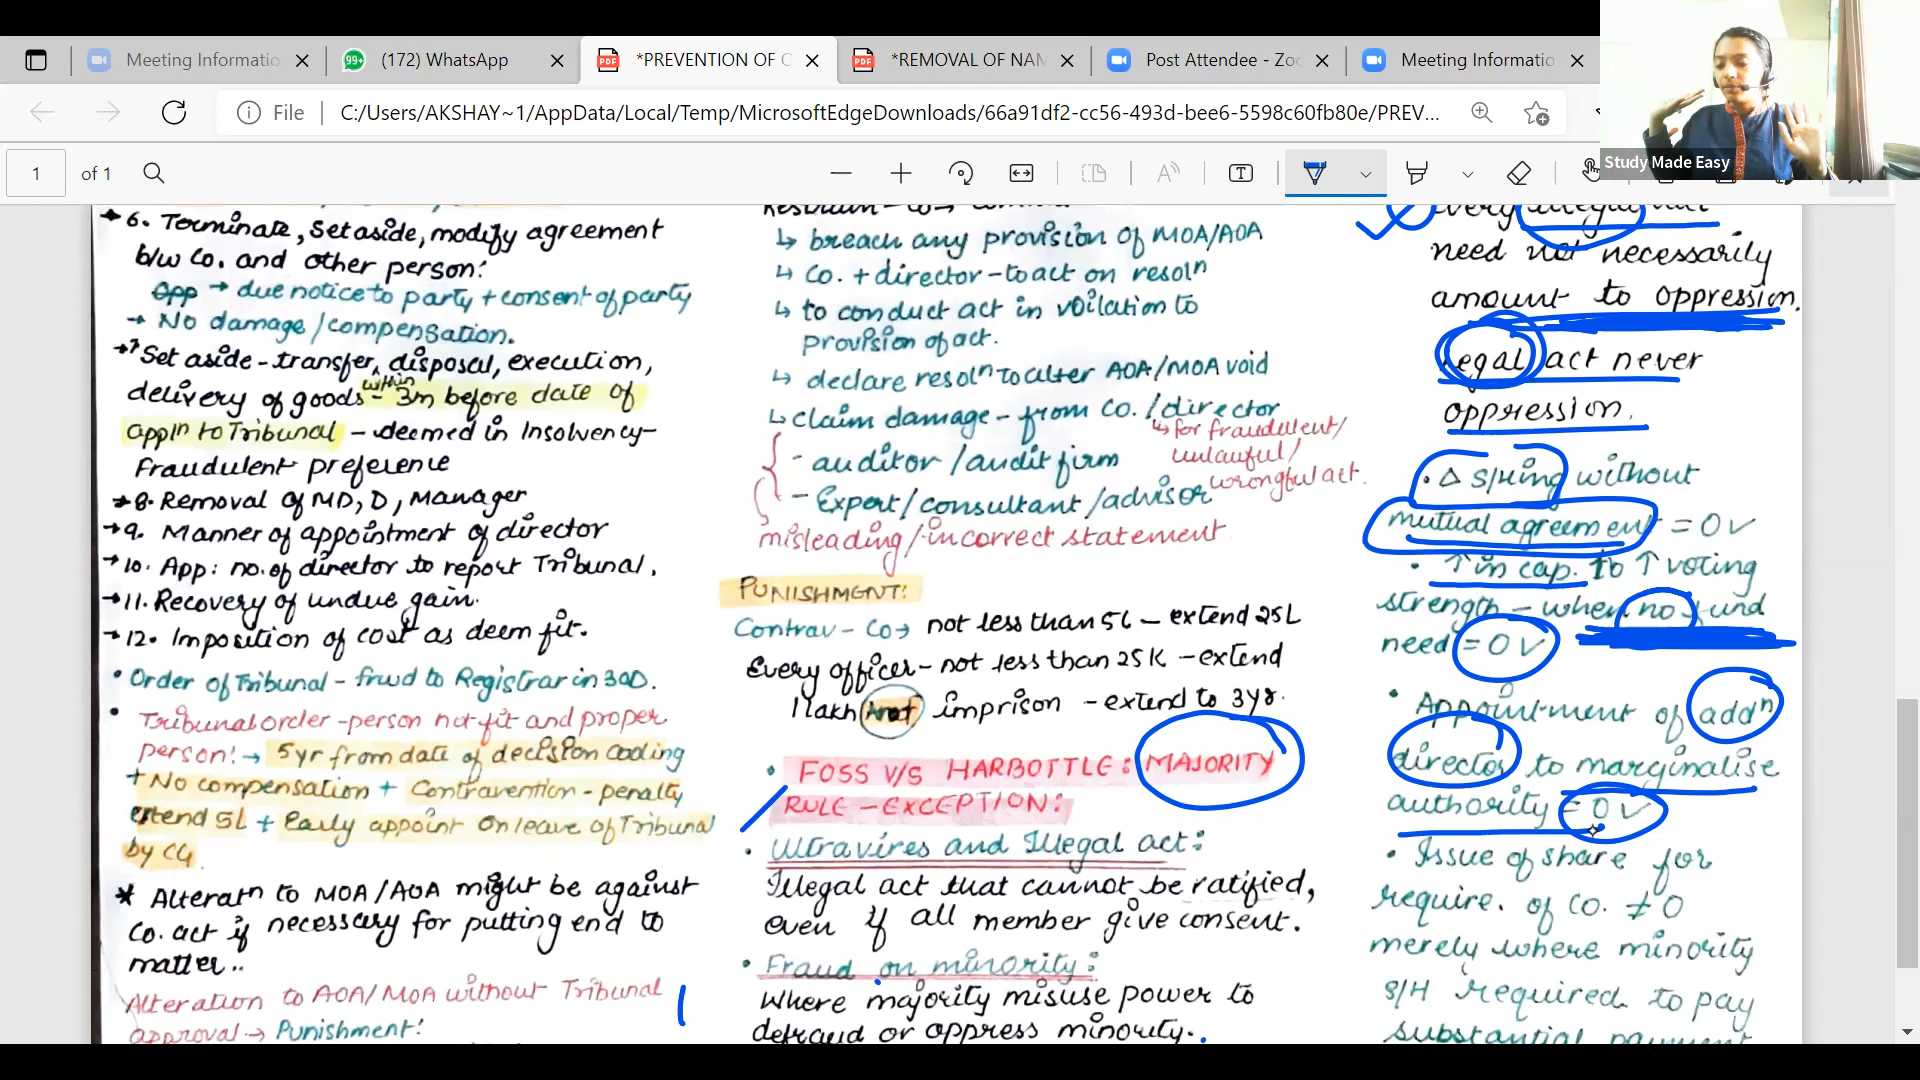 Meeting Informatio
(172) WhatsApp
*PREVENTION OF O
*REMOVAL OF NAM
Post Attendee - Zoo
Meeting Informatio
File
C:/Users/AKSHAY~1/AppData/Local/Temp/MicrosoftEdgeDownloads/66a91df2-cc56-493d-bee6-5598c60fb80e/PREV...
Study Made Easy
1 of 1
6. Terminate, Set aside, modify agreement
b/w Co. and other person:
App → due notice to party + consent of party
→ No damage/compensation.
7 Set aside - transfer, disposal, execution,
delivery of goods - within 3m before date of
appln to Tribunal - deemed in Insolvency-
Fraudulent preference
8. Removal of MD, D, Manager
9. Manner of appointment of director
10. App: no. of director to report Tribunal.
11. Recovery of undue gain.
12. Imposition of cost as deem fit.
• Order of Tribunal - frwd to Registrar in 30D.
• Tribunal order - person not fit and proper
person! → 5yr from date of decision
+ No compensation + Contravention - penalty
extend 5L + Early appoint on leave of Tribunal
by CG.
* Alteratn to MOA/AOA might be against
Co. act if necessary for putting end to
matter..
Alteration to AOA/MOA without Tribunal
approval → Punishment:
↳ breach any provision of MOA/AOA
↳ Co. + director - to act on resoln
↳ to conduct act in voilation to
provision of act.
↳ declare resoln to alter AOA/MOA void
↳ claim damage - from Co. / director
↳ for fraudulent/
unlawful/
wrongful act.
- auditor / audit firm
- Expert / consultant / advisor
misleading / incorrect statement
PUNISHMENT:
Contrav - Co → not less than 5L - extend 25L
Every officer - not less than 25K - extend
1 lakh imprison - extend to 3yr.
• FOSS V/S HARBOTTLE: MAJORITY
RULE - EXCEPTION:
• Ultravires and Illegal act:
Illegal act that cannot be ratified,
even if all member give consent.
• Fraud on minority:
where majority misuse power to
defraud or oppress minority.
need not necessarily
amount to oppression.
egal act never
oppression.
• Δ S/Hing without
mutual agreement = O ✓
• ↑ in cap. to ↑ voting
strength - when no fund
need = O ✓
• Appointment of addn
director to marginalise
authority = O ✓
• Issue of share for
require. of Co. ≠ O
merely where minority
S/H required to pay
substantial payment